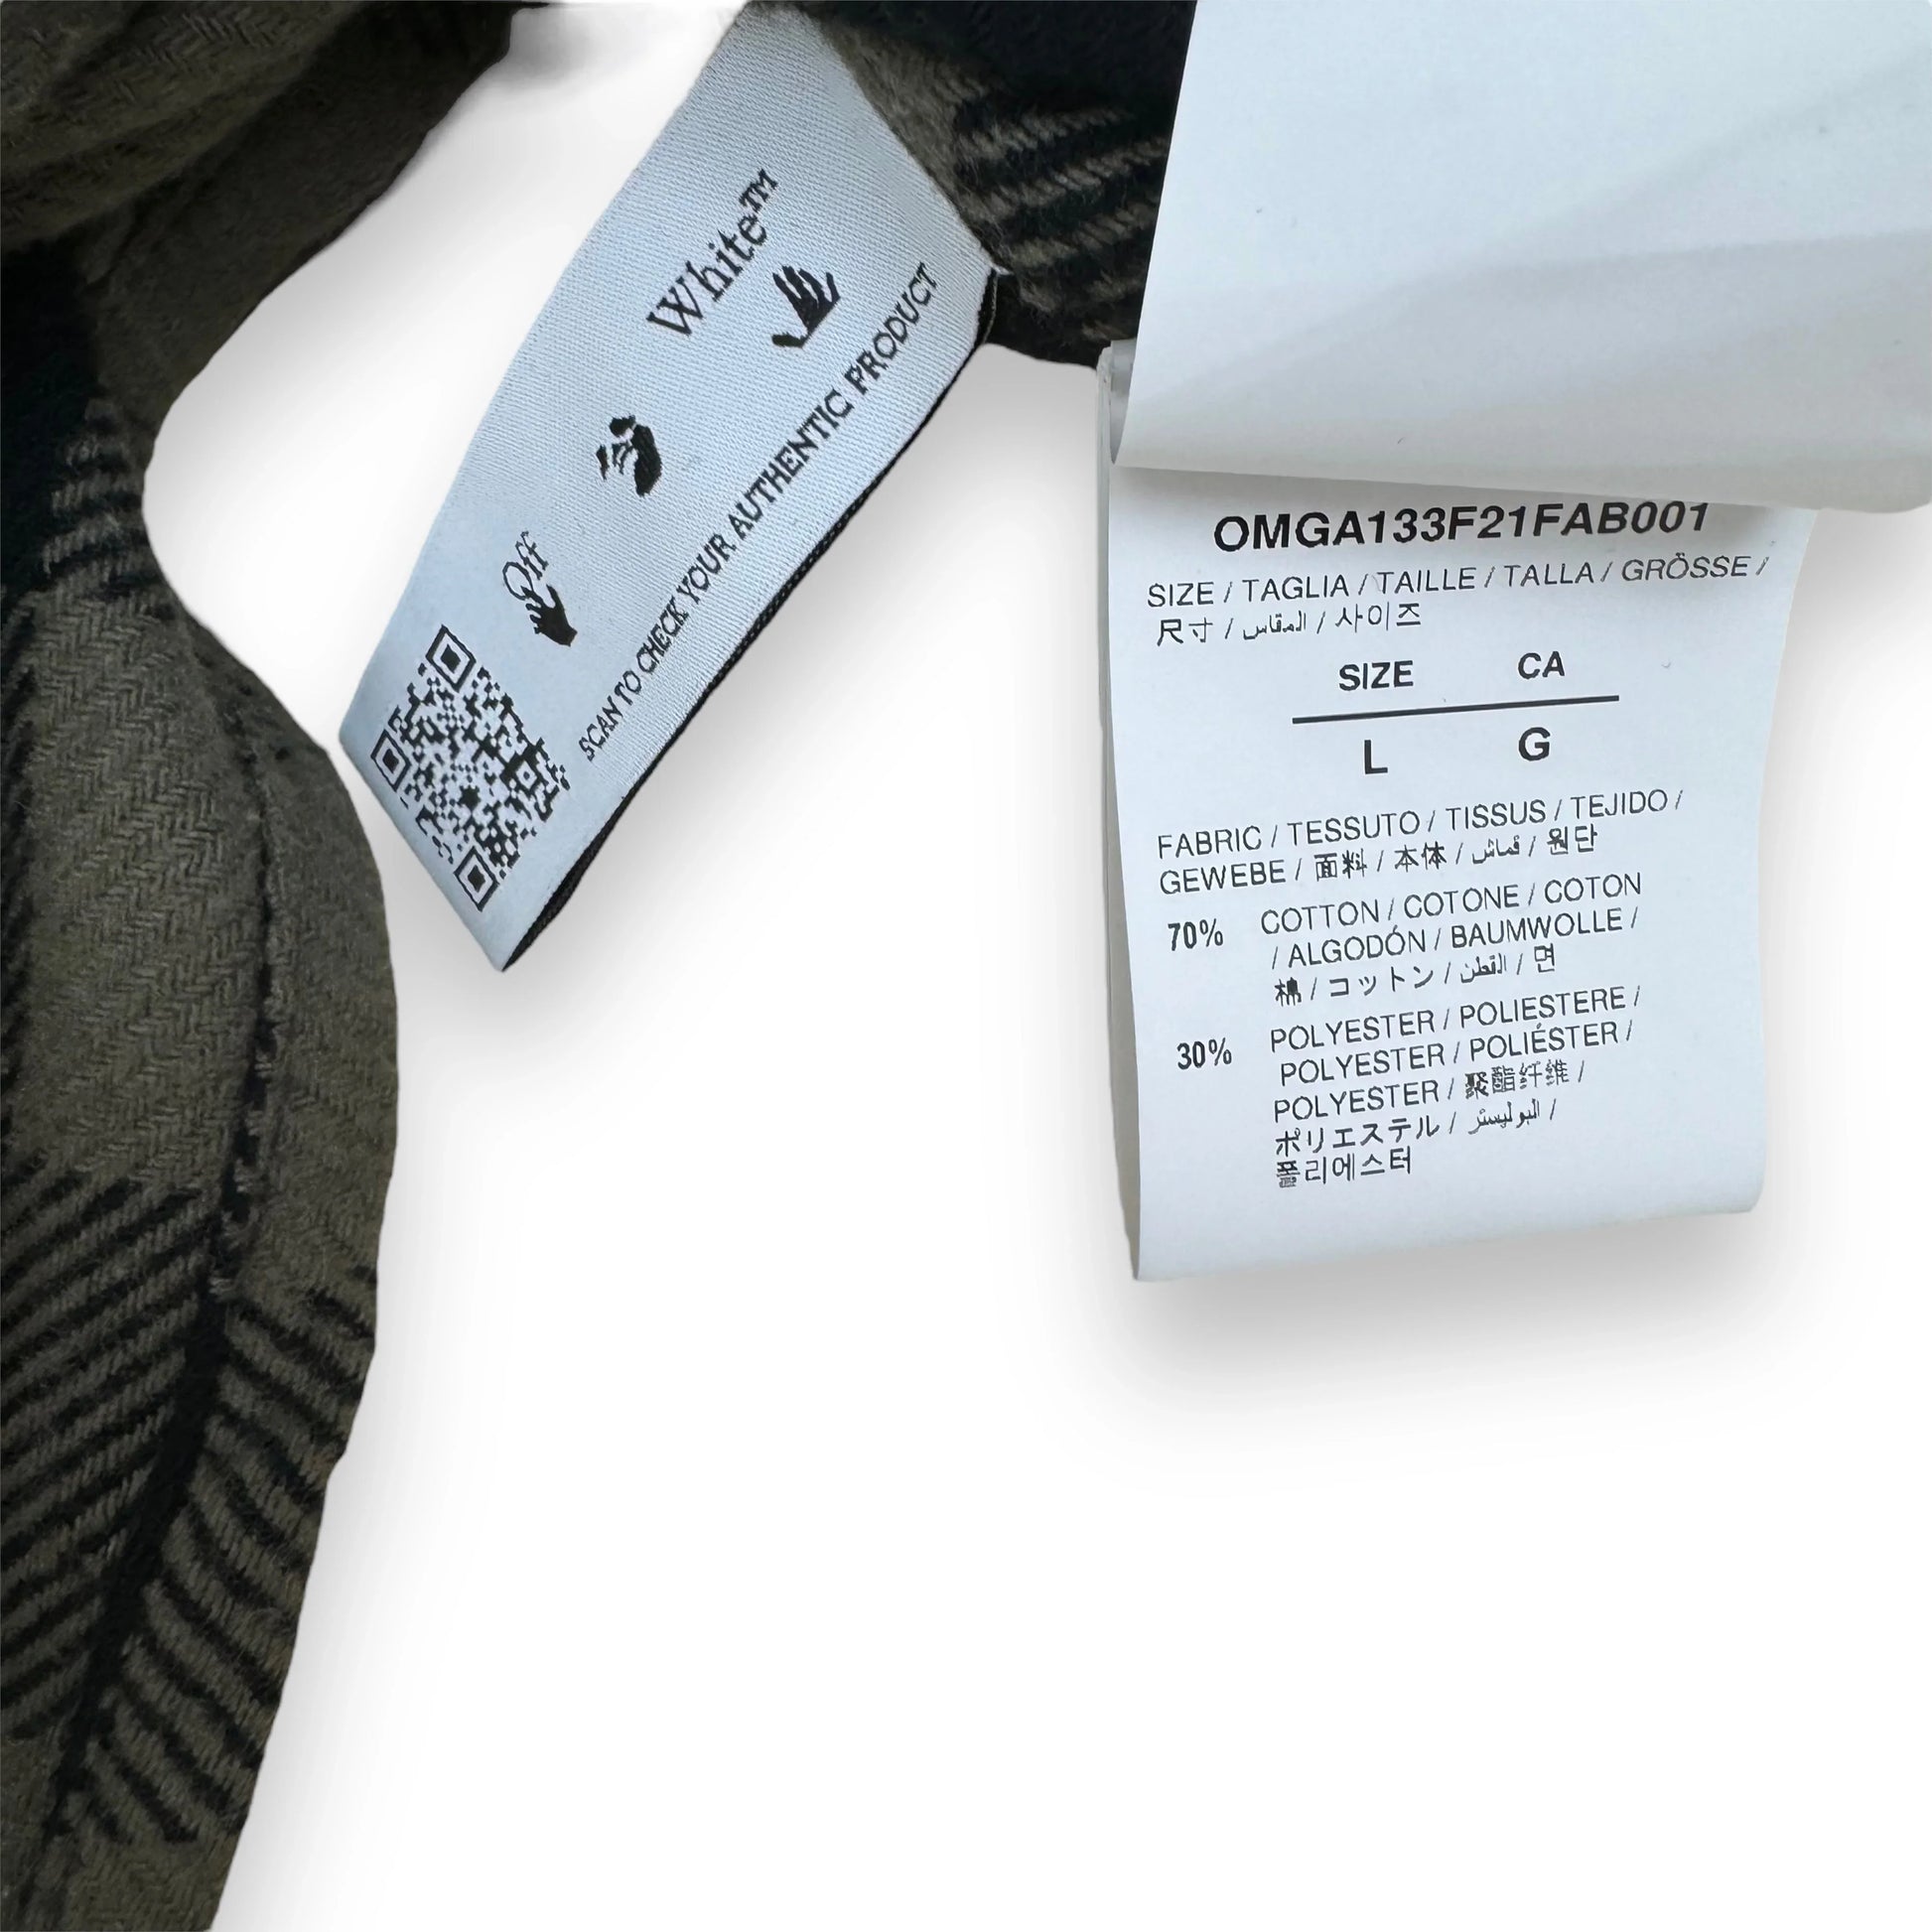 Off White™
SCAN TO CHECK YOUR AUTHENTIC PRODUCT
OMGA133F21FAB001
SIZE / TAGLIA / TAILLE / TALLA / GRÖSSE /
尺寸 / المقاس / 사이즈
SIZE CA
L G
FABRIC / TESSUTO / TISSUS / TEJIDO /
GEWEBE / 面料 / 本体 / قماش / 원단
70% COTTON / COTONE / COTON
/ ALGODÓN / BAUMWOLLE /
棉 / コットン / القطن / 면
30% POLYESTER / POLIESTERE /
POLYESTER / POLIÉSTER /
POLYESTER / 聚酯纤维 /
ポリエステル / البوليستر /
폴리에스터